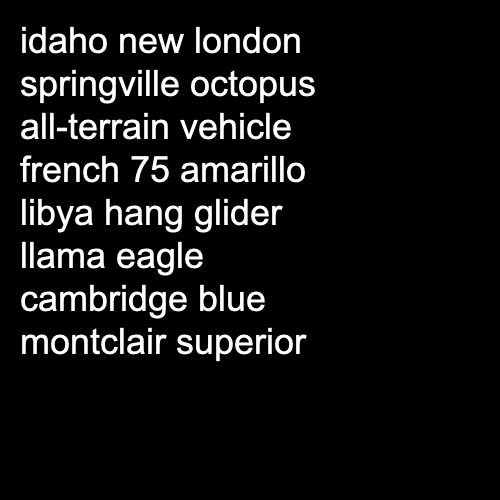 idaho new london
springville octopus
all-terrain vehicle
french 75 amarillo
libya hang glider
llama eagle
cambridge blue
montclair superior